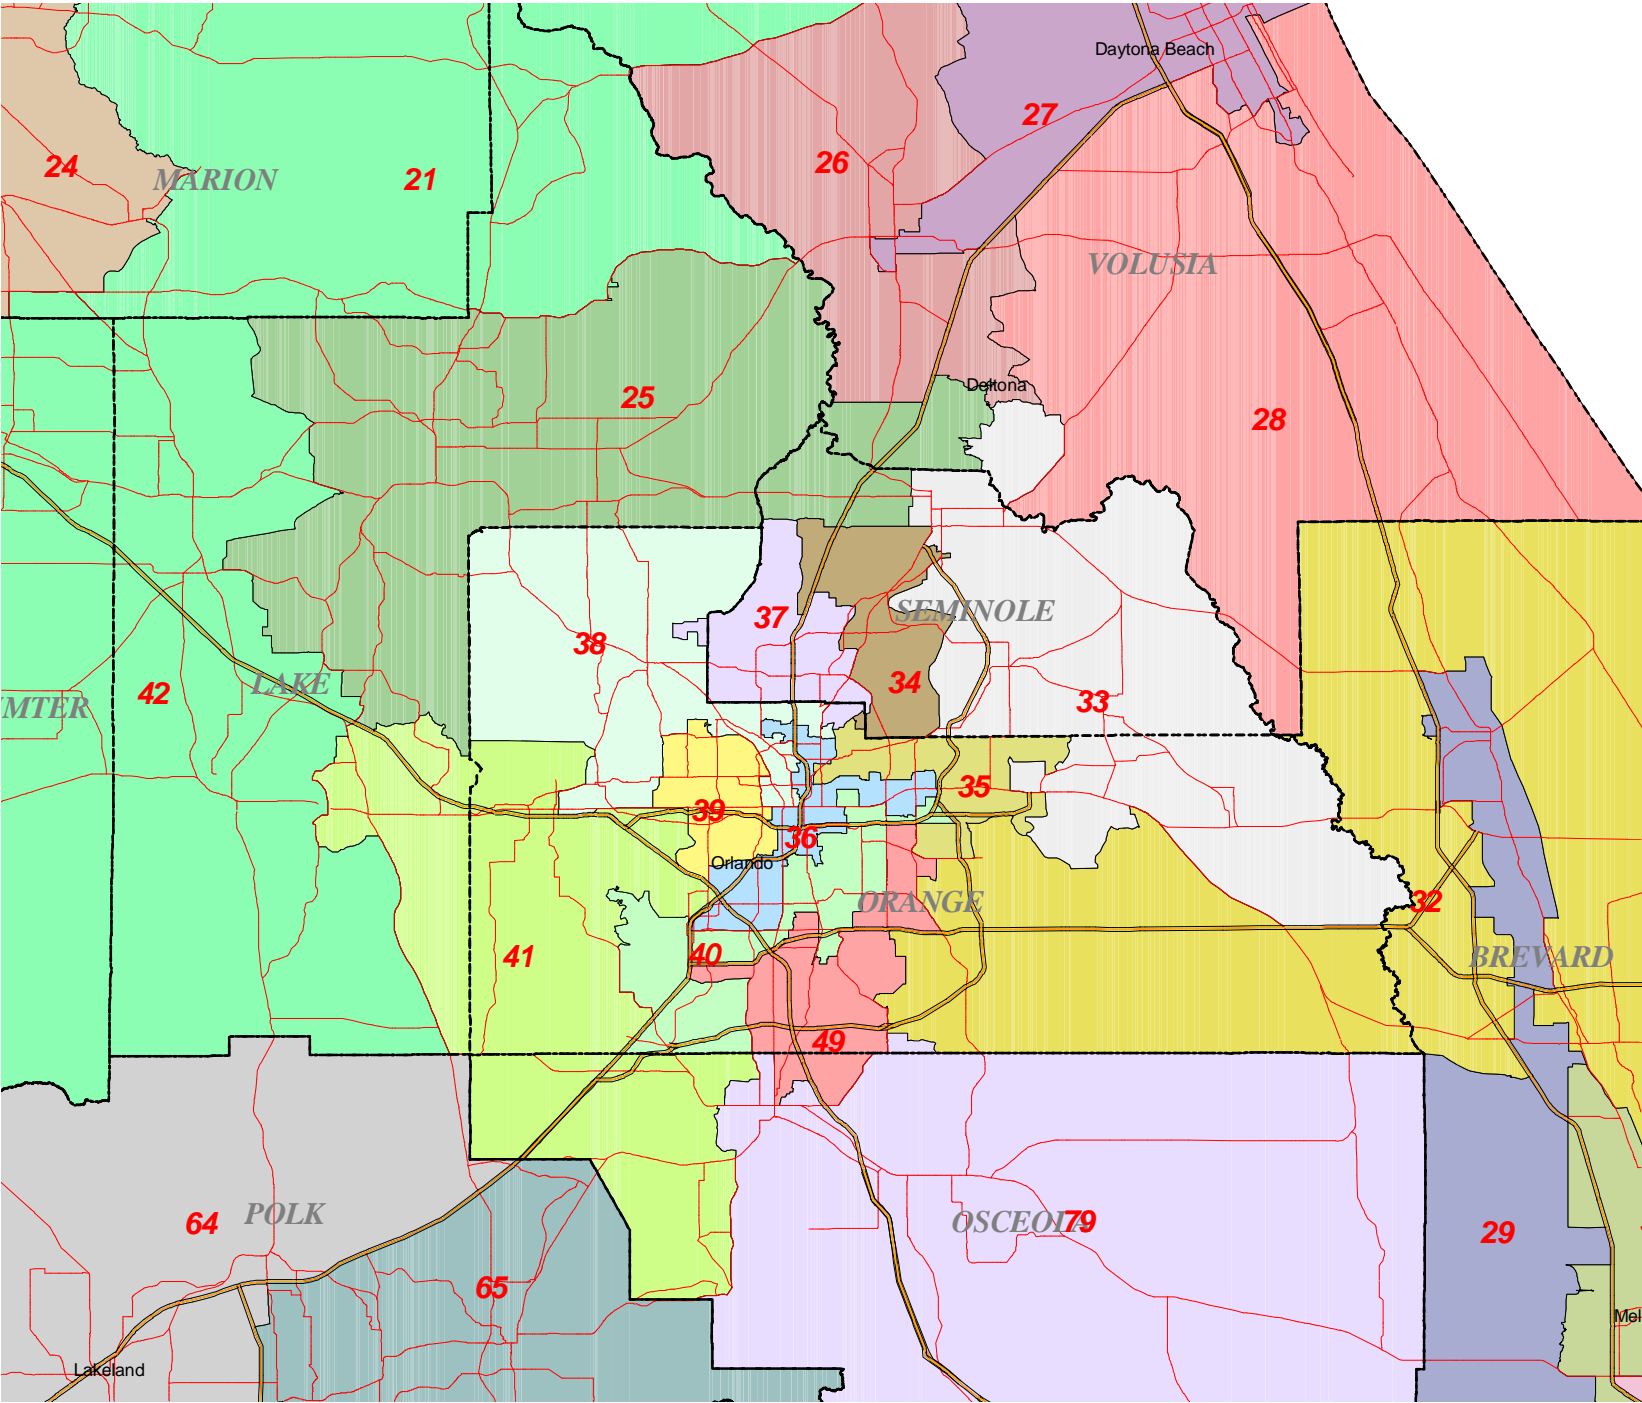 Daytona Beach
27
24
MARION
21
26
VOLUSIA
Deltona
25
28
SEMINOLE
37
38
34
LAKE
42
MTER
33
35
39
36
Orlando
ORANGE
32
41
40
BREVARD
49
64
POLK
OSCEOLA
79
29
65
Mel
Lakeland